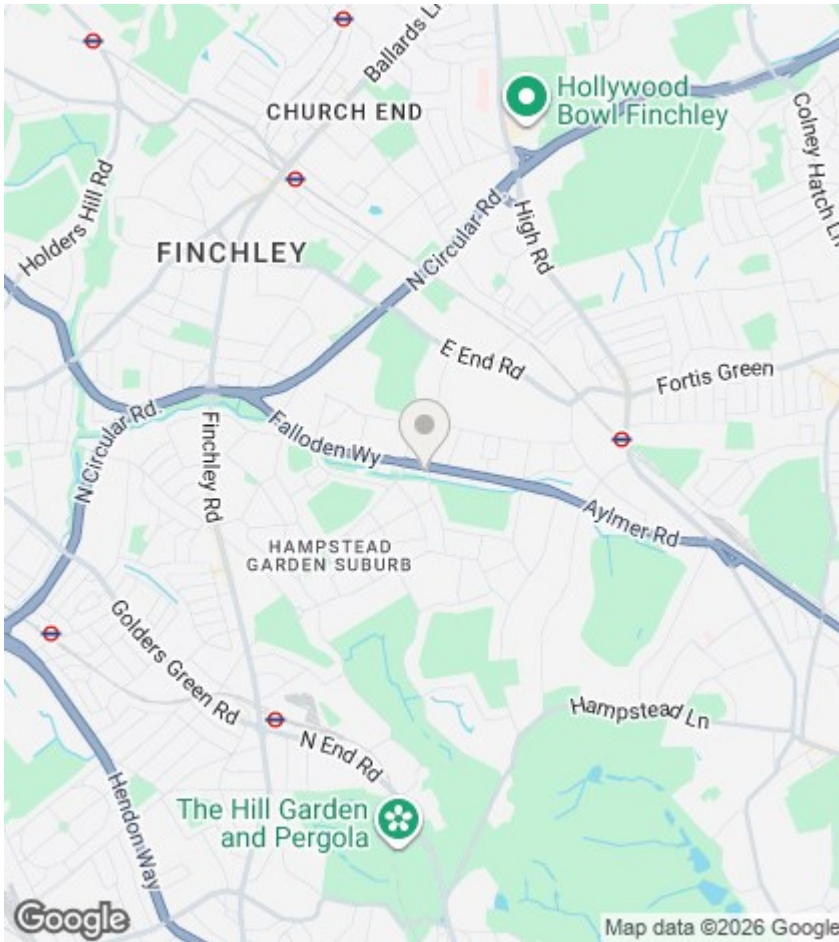 Ballards Ln
CHURCH END
Hollywood
Bowl Finchley
Colney Hatch Ln
Holders Hill Rd
FINCHLEY
N Circular Rd.
High Rd
E End Rd
Fortis Green
N Circular Rd.
Finchley Rd
Falloden Wy
Aylmer Rd
HAMPSTEAD
GARDEN SUBURB
Golders Green Rd
N End Rd
Hampstead Ln
Hendon Way
The Hill Garden
and Pergola
Google
Map data ©2026 Google